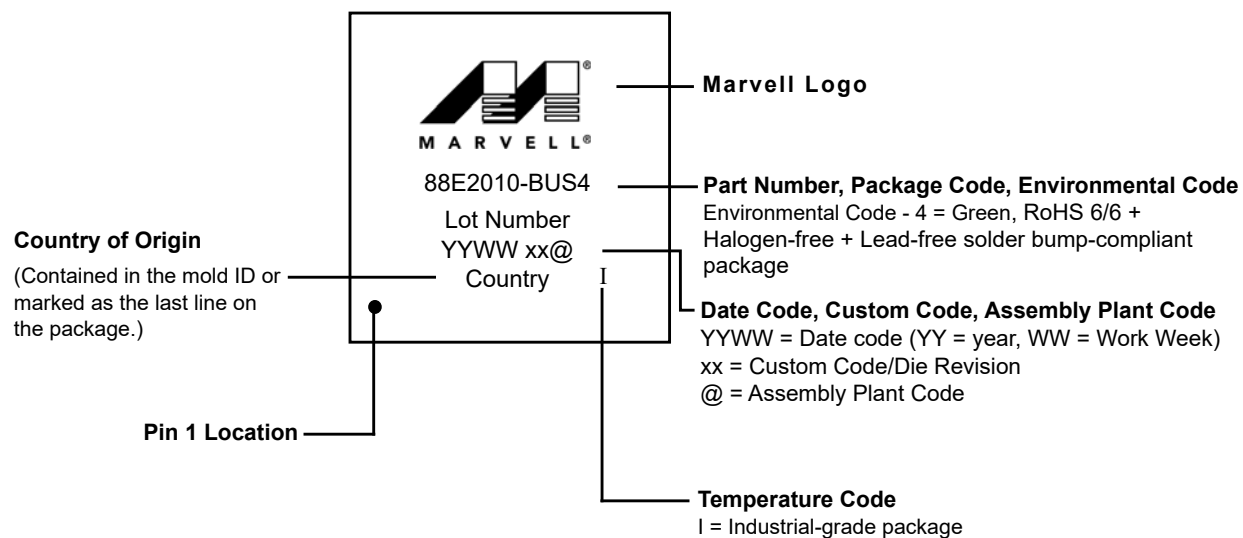 ®
MARVELL®
88E2010-BUS4
Lot Number
YYWW xx@
Country
I
Marvell Logo
Part Number, Package Code, Environmental Code
Environmental Code - 4 = Green, RoHS 6/6 +
Halogen-free + Lead-free solder bump-compliant
package
Country of Origin
(Contained in the mold ID or
marked as the last line on
the package.)
Date Code, Custom Code, Assembly Plant Code
YYWW = Date code (YY = year, WW = Work Week)
xx = Custom Code/Die Revision
@ = Assembly Plant Code
Pin 1 Location
Temperature Code
I = Industrial-grade package